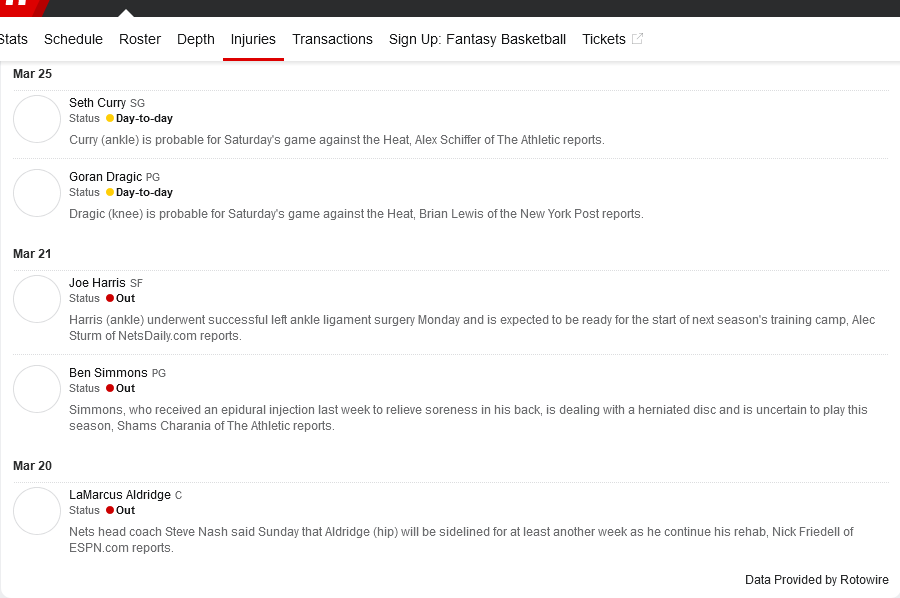 Stats Schedule Roster Depth Injuries Transactions Sign Up: Fantasy Basketball Tickets
Mar 25
Seth Curry SG
Status Day-to-day
Curry (ankle) is probable for Saturday's game against the Heat, Alex Schiffer of The Athletic reports.
Goran Dragic PG
Status Day-to-day
Dragic (knee) is probable for Saturday's game against the Heat, Brian Lewis of the New York Post reports.
Mar 21
Joe Harris SF
Status Out
Harris (ankle) underwent successful left ankle ligament surgery Monday and is expected to be ready for the start of next season's training camp, Alec
Sturm of NetsDaily.com reports.
Ben Simmons PG
Status Out
Simmons, who received an epidural injection last week to relieve soreness in his back, is dealing with a herniated disc and is uncertain to play this
season, Shams Charania of The Athletic reports.
Mar 20
LaMarcus Aldridge C
Status Out
Nets head coach Steve Nash said Sunday that Aldridge (hip) will be sidelined for at least another week as he continue his rehab, Nick Friedell of
ESPN.com reports.
Data Provided by Rotowire